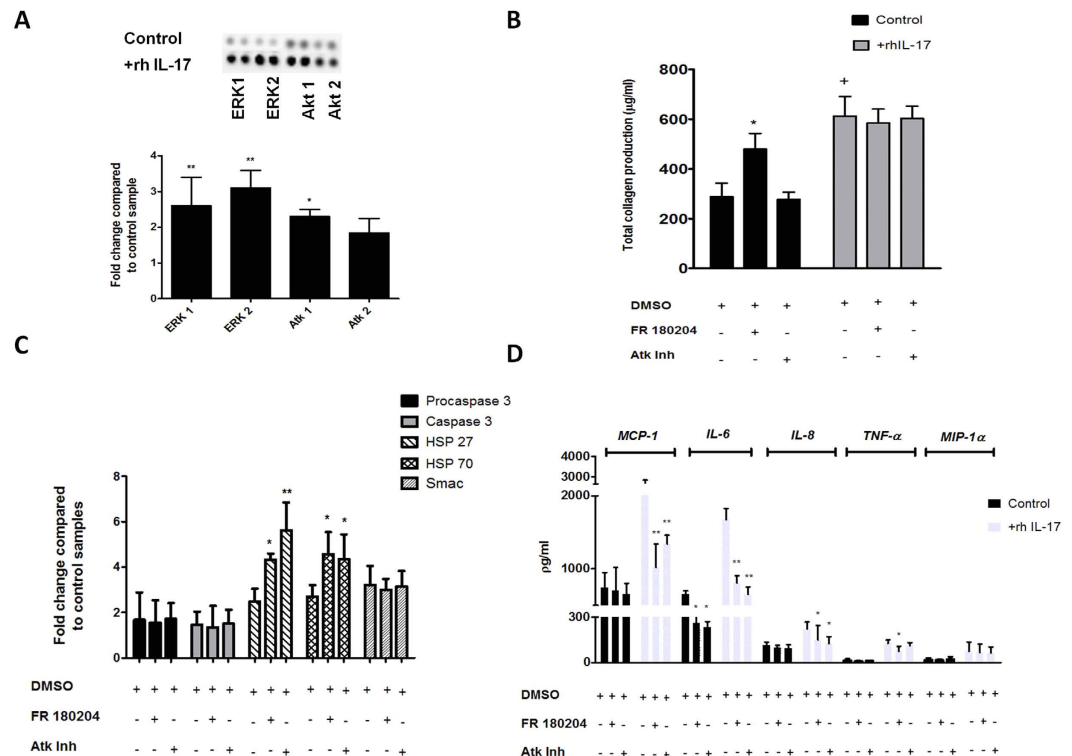 A
Control
+rh IL-17
ERK1
ERK2
Akt 1
Akt 2
Fold change compared
to control sample
4
3
2
1
0
**
**
*
ERK 1
ERK 2
Atk 1
Atk 2
B
Control
+rhIL-17
Total collagen production (µg/ml)
800
600
400
200
0
*
+
DMSO + + + + + +
FR 180204 - + - - + -
Atk Inh - - + - - +
C
Procaspase 3
Caspase 3
HSP 27
HSP 70
Smac
Fold change compared
to control samples
8
6
4
2
0
* ** * *
DMSO + + + + + + + + + + + + + + +
FR 180204 - + - - + - - + - - + - - + -
Atk Inh - - + - - + - - + - - + - - +
D
MCP-1 IL-6 IL-8 TNF-α MIP-1α
Control
+rh IL-17
ρg/ml
4000
3000
2000
1000
300
150
0
** ** * * ** ** * * *
DMSO + + + + + + + + + + + + + + + + + + + + + + + + + + + + + +
FR 180204 - + - - + - - + - - + - - + - - + - - + - - + - - + - - + -
Atk Inh - - + - - + - - + - - + - - + - - + - - + - - + - - + - - +